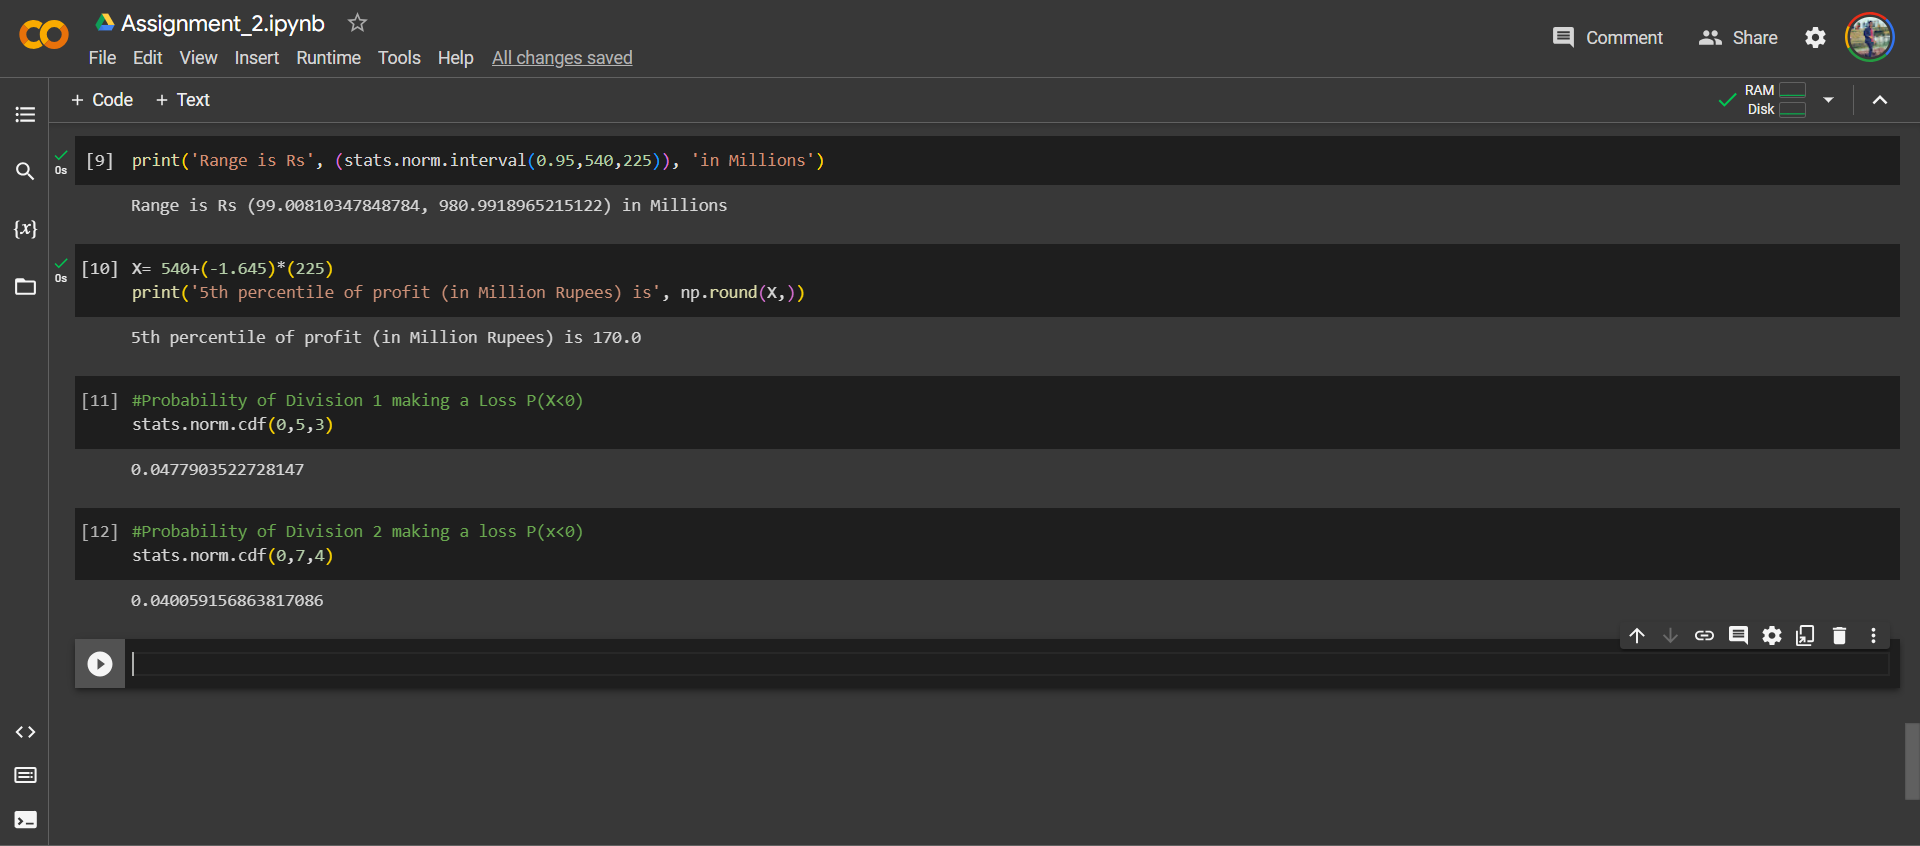 Assignment_2.ipynb
File Edit View Insert Runtime Tools Help All changes saved
Comment Share
+ Code + Text
RAM
Disk
0s
[9] print('Range is Rs', (stats.norm.interval(0.95,540,225)), 'in Millions')
Range is Rs (99.00810347848784, 980.9918965215122) in Millions
{x}
0s
[10] X= 540+(-1.645)*(225)
print('5th percentile of profit (in Million Rupees) is', np.round(X,))
5th percentile of profit (in Million Rupees) is 170.0
[11] #Probability of Division 1 making a Loss P(X<0)
stats.norm.cdf(0,5,3)
0.0477903522728147
[12] #Probability of Division 2 making a loss P(x<0)
stats.norm.cdf(0,7,4)
0.040059156863817086